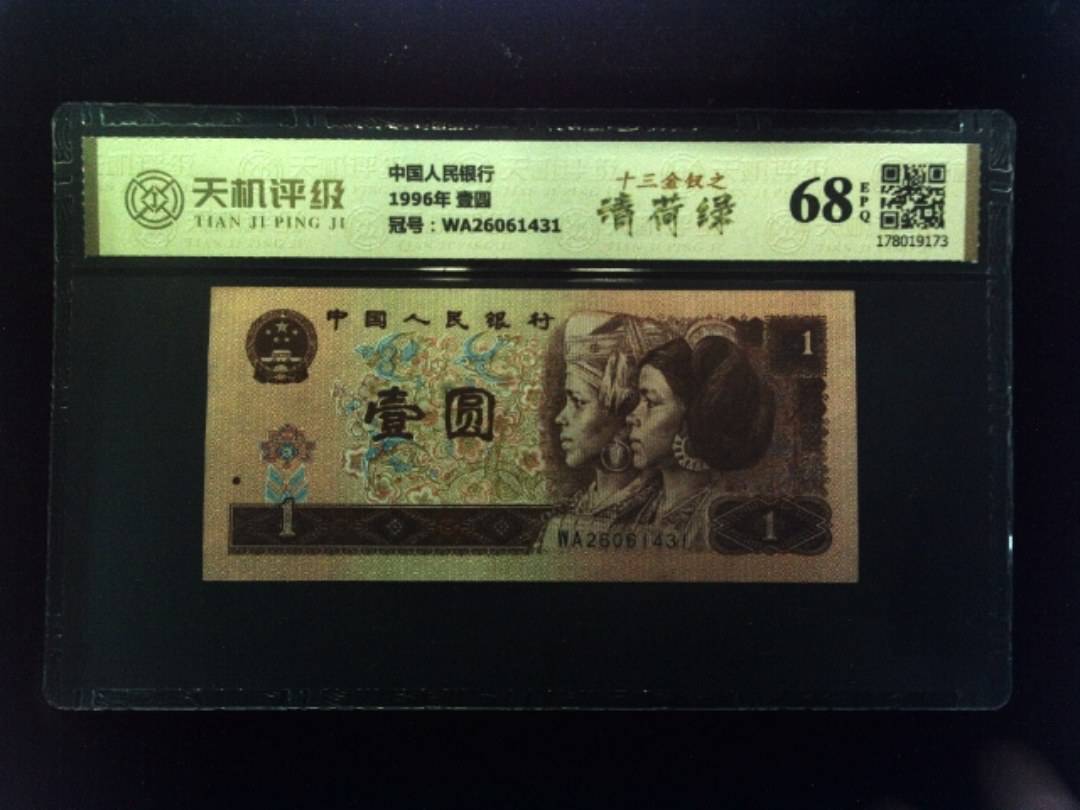 天机评级
TIAN JI PING JI
中国人民银行
1996年 壹圆
冠号：WA26061431
十三金钗之
清荷绿
68
EPQ
178019173
中国人民银行
壹圆
1
1
WA26061431
1